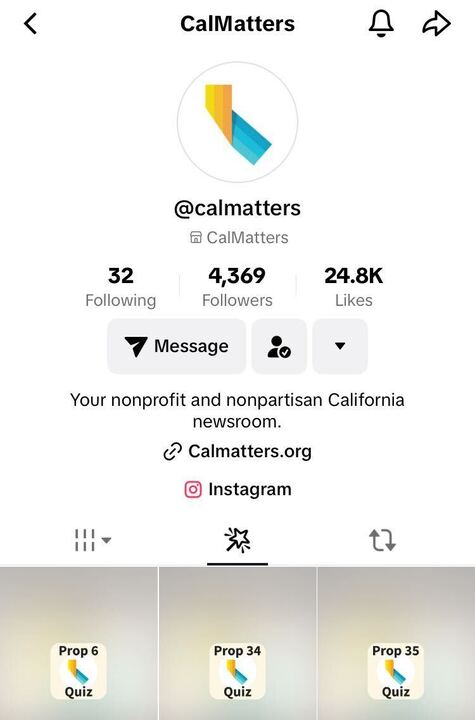 CalMatters
@calmatters
CalMatters
32 4,369 24.8K
Following Followers Likes
Message
Your nonprofit and nonpartisan California
newsroom.
Calmatters.org
Instagram
Prop 6 Prop 34 Prop 35
Quiz Quiz Quiz